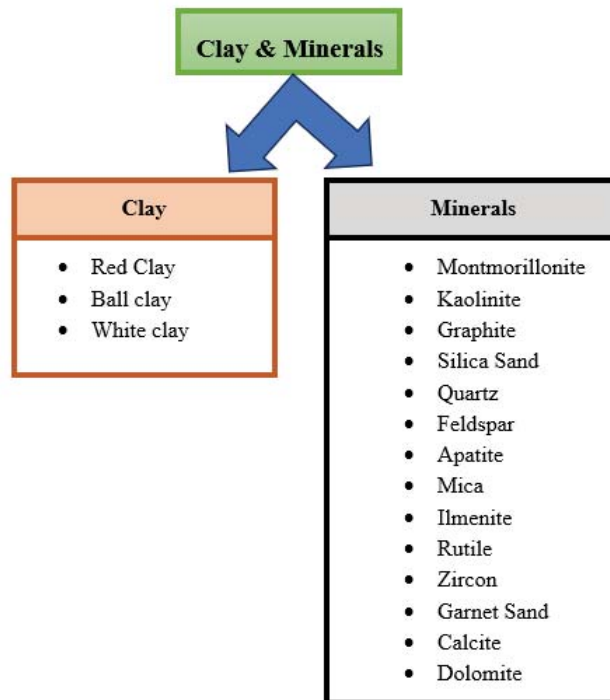 Clay & Minerals
Clay
• Red Clay
• Ball clay
• White clay
Minerals
• Montmorillonite
• Kaolinite
• Graphite
• Silica Sand
• Quartz
• Feldspar
• Apatite
• Mica
• Ilmenite
• Rutile
• Zircon
• Garnet Sand
• Calcite
• Dolomite